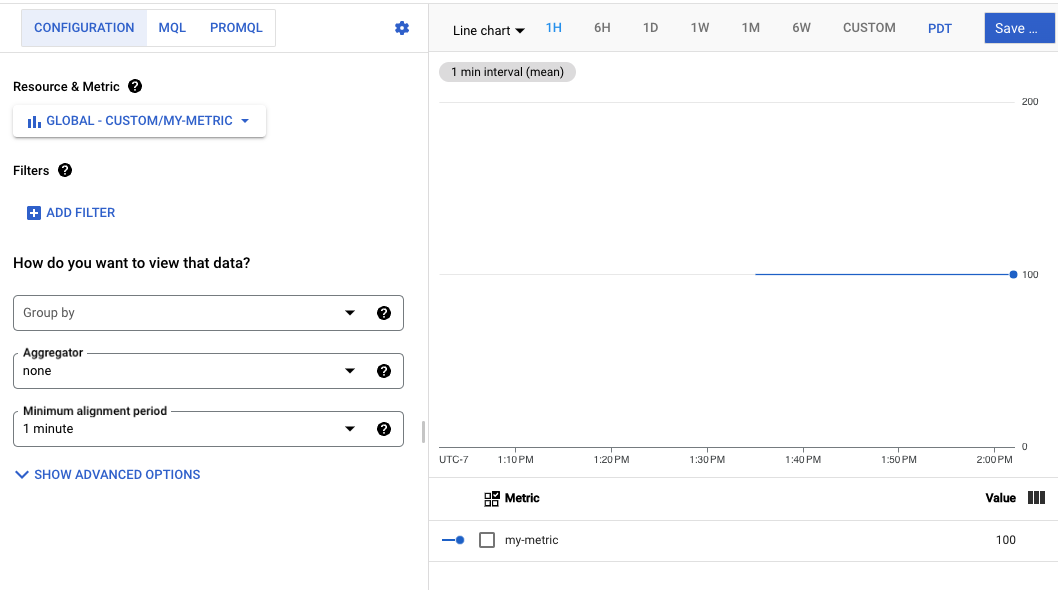 CONFIGURATION MQL PROMQL
Resource & Metric ?
GLOBAL - CUSTOM/MY-METRIC
Filters ?
ADD FILTER
How do you want to view that data?
Group by ?
Aggregator
none ?
Minimum alignment period
1 minute ?
SHOW ADVANCED OPTIONS
Line chart 1H 6H 1D 1W 1M 6W CUSTOM PDT Save ...
1 min interval (mean)
200
100
0
UTC-7 1:10 PM 1:20 PM 1:30 PM 1:40 PM 1:50 PM 2:00 PM
Metric Value
my-metric 100